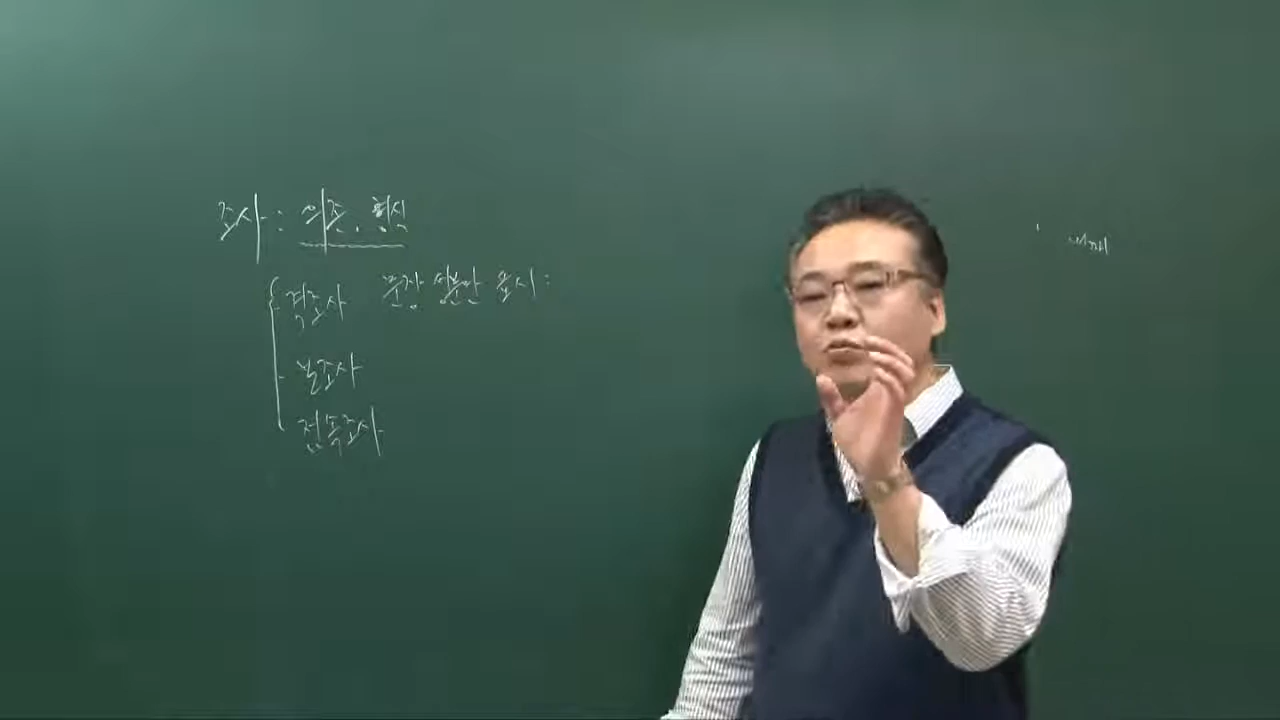 조사 : 의존, 형식
격조사 문장 성분만 표시 :
보조사
접속조사